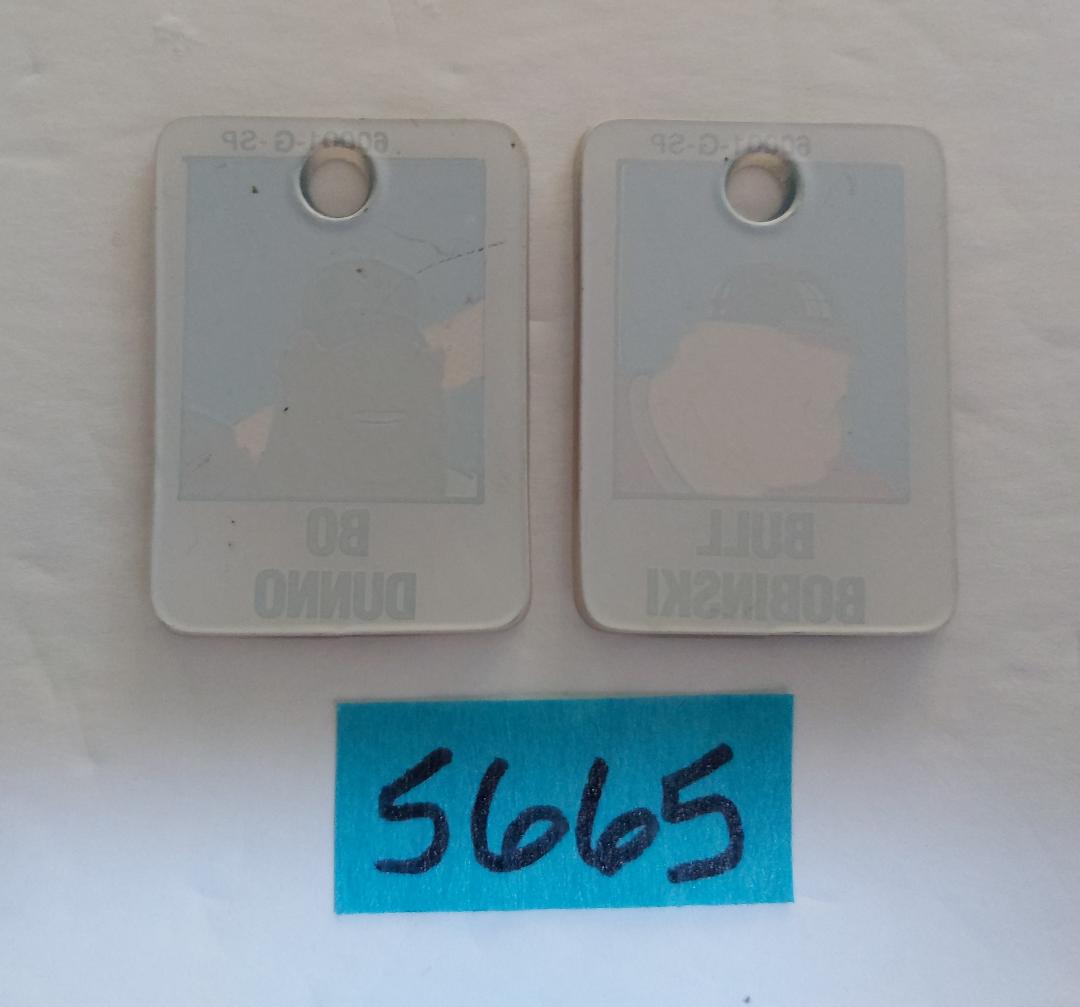 60001-G-SP
60001-G-SP
BO
DUNNO
BULL
BOBINSKI
5665